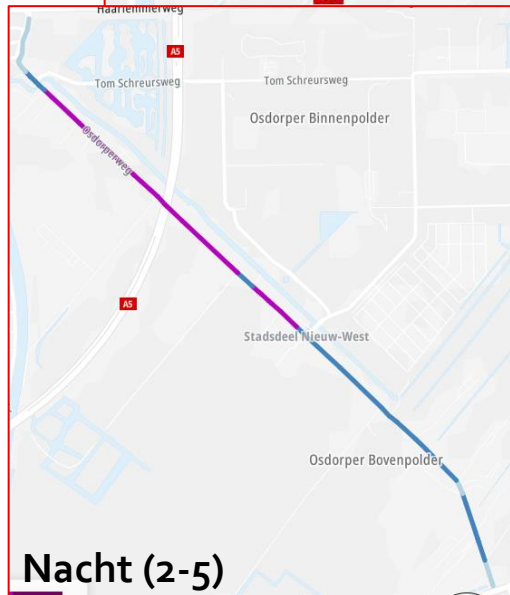 Haarlemmerweg
A5
Tom Schreursweg
Tom Schreursweg
Osdorper Binnenpolder
Osdorperweg
A5
Stadsdeel Nieuw-West
Osdorper Bovenpolder
Nacht (2-5)